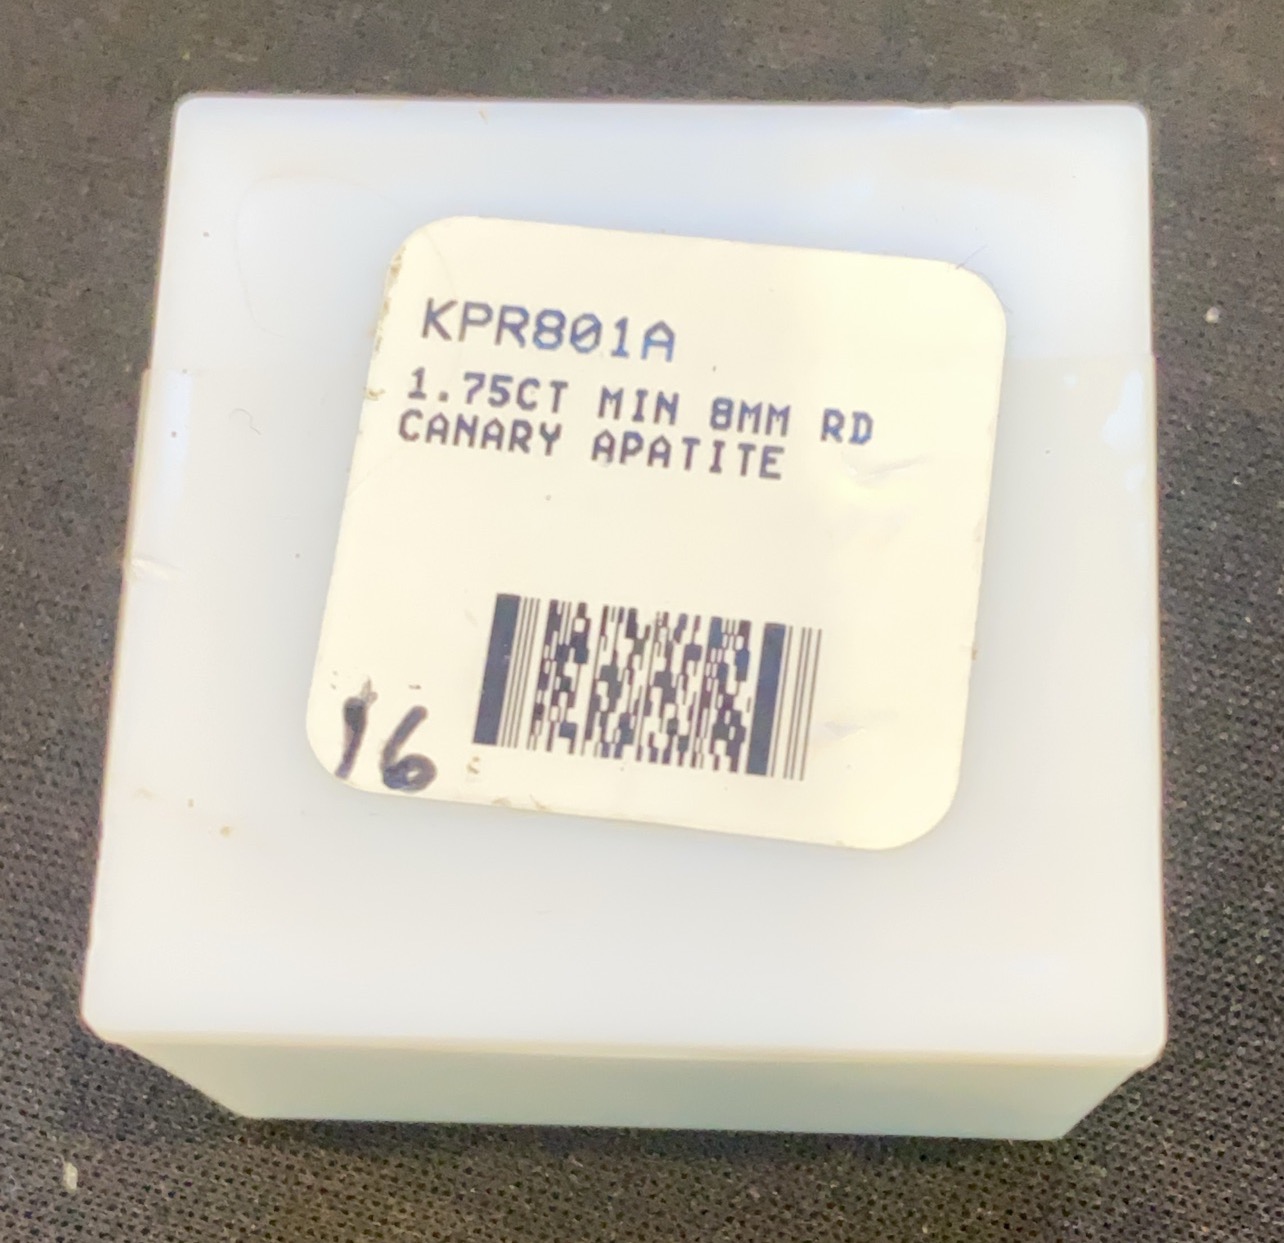 KPR801A
1.75CT MIN 8MM RD
CANARY APATITE
16